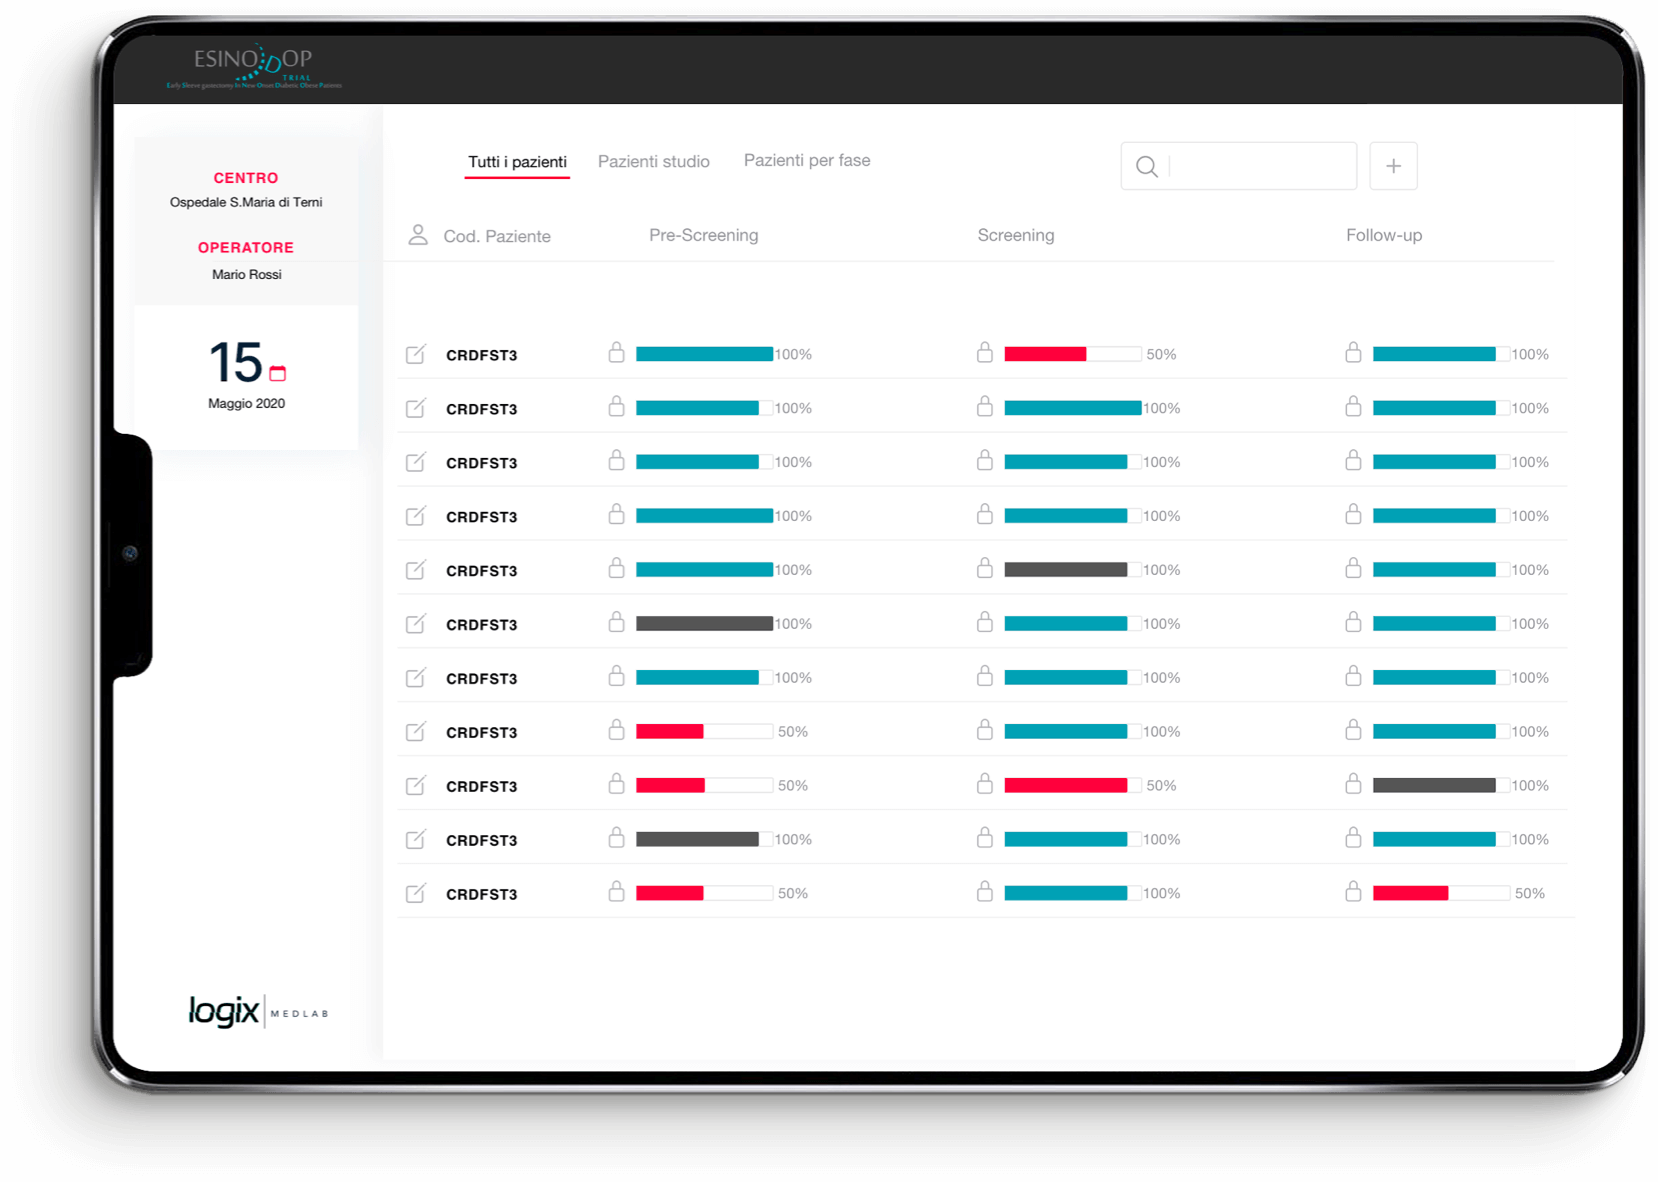 ESINODOP
TRIAL
Early Sleeve gastrectomy In New Onset Diabetic Obese Patients
CENTRO
Ospedale S.Maria di Terni
OPERATORE
Mario Rossi
15
Maggio 2020
logix MEDLAB
Tutti i pazienti Pazienti studio Pazienti per fase
Cod. Paziente Pre-Screening Screening Follow-up
CRDFST3 100% 50% 100%
CRDFST3 100% 100% 100%
CRDFST3 100% 100% 100%
CRDFST3 100% 100% 100%
CRDFST3 100% 100% 100%
CRDFST3 100% 100% 100%
CRDFST3 100% 100% 100%
CRDFST3 50% 100% 100%
CRDFST3 50% 50% 100%
CRDFST3 100% 100% 100%
CRDFST3 50% 100% 50%